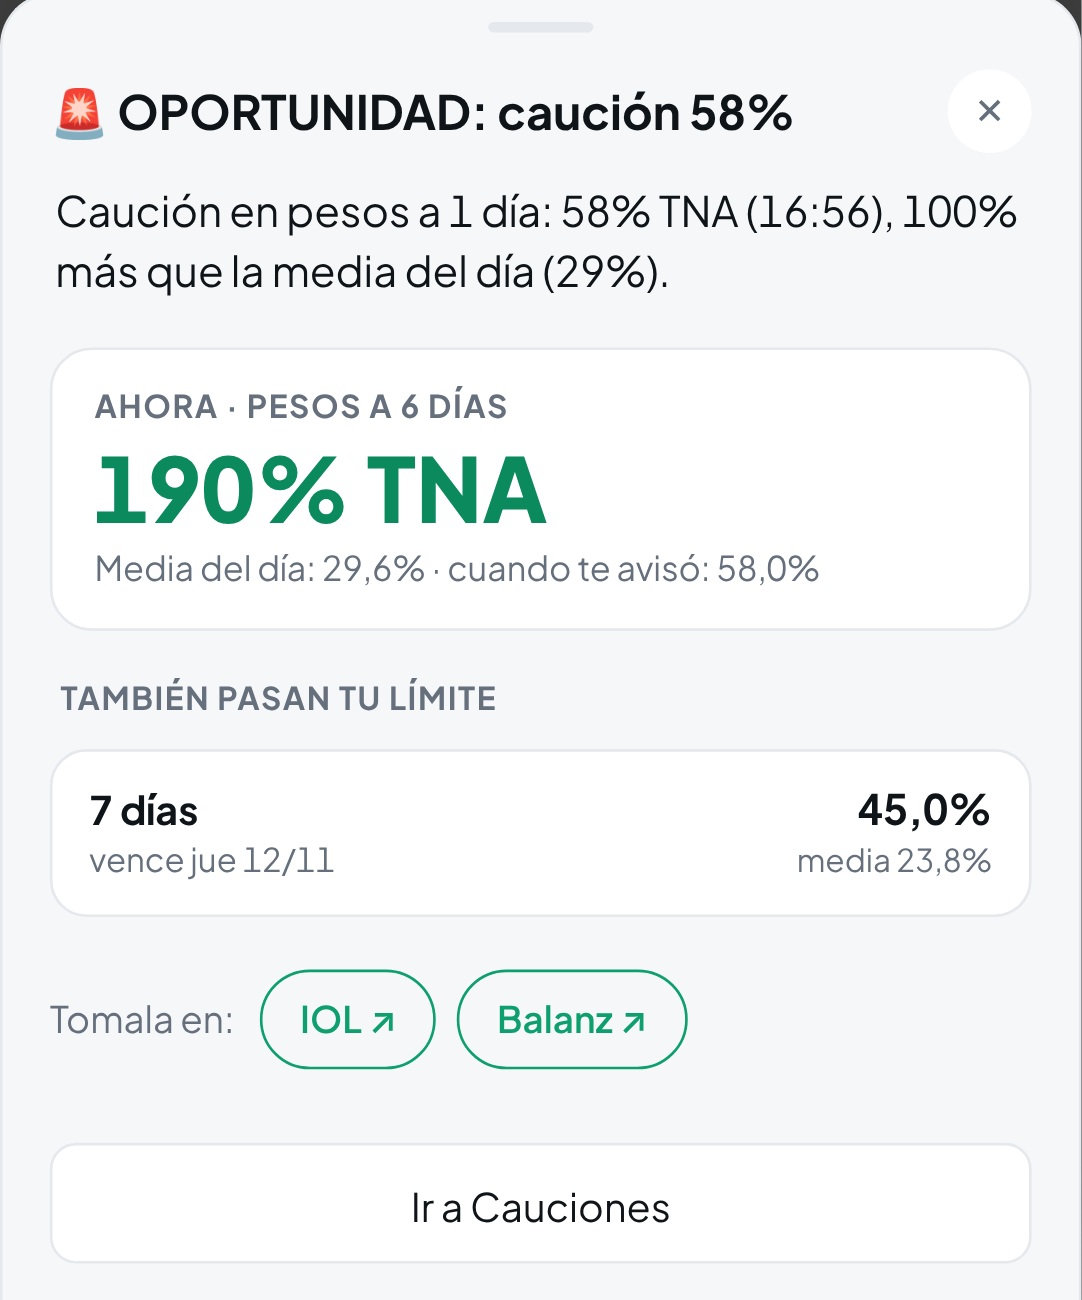 🚨 OPORTUNIDAD: caución 58%
Caución en pesos a 1 día: 58% TNA (16:56), 100%
más que la media del día (29%).
AHORA · PESOS A 6 DÍAS
190% TNA
Media del día: 29,6% · cuando te avisó: 58,0%
TAMBIÉN PASAN TU LÍMITE
7 días 45,0%
vence jue 12/11 media 23,8%
Tomala en: IOL ↗ Balanz ↗
Ir a Cauciones